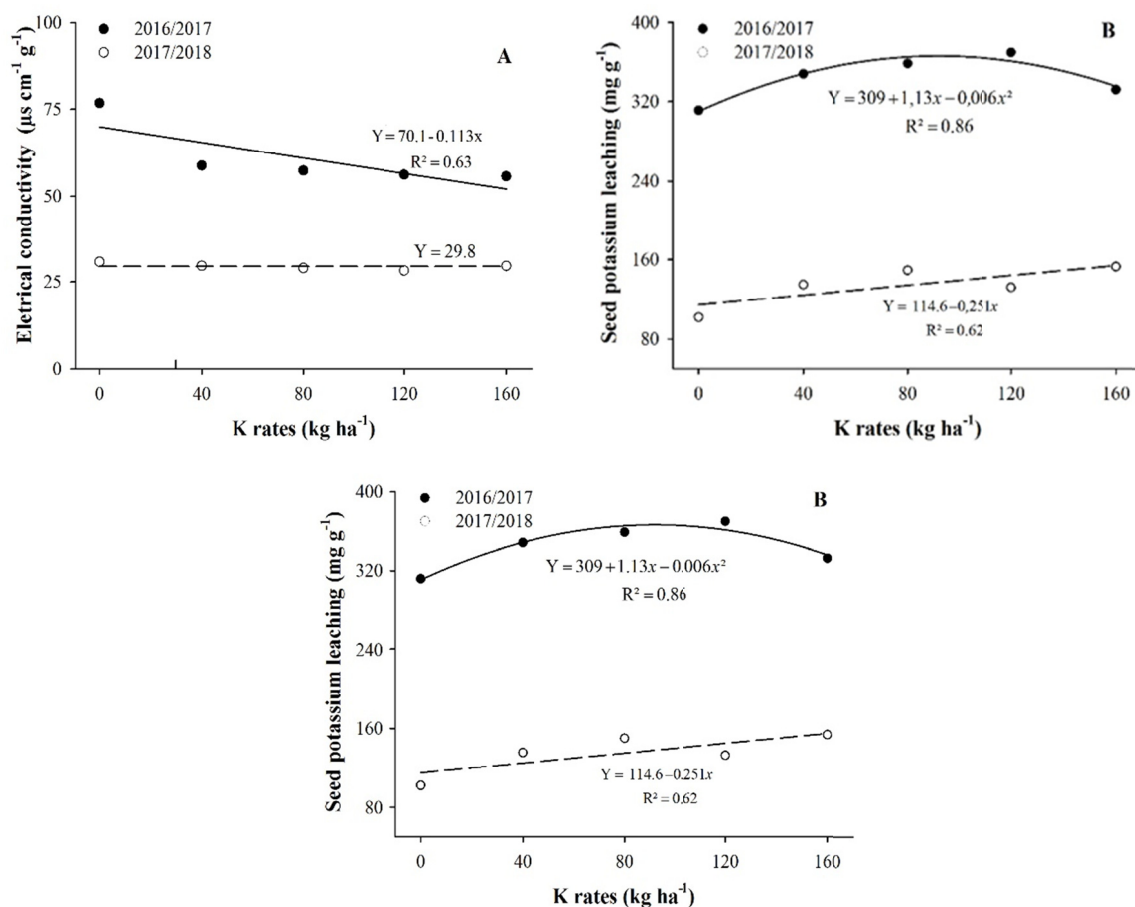 100
75
50
25
0
Eletrical conductivity (µs cm⁻¹ g⁻¹)
2016/2017
2017/2018
A
Y=70.1-0.113x
R² = 0.63
Y = 29.8
0 40 80 120 160
K rates (kg ha⁻¹)
400
320
240
160
80
Seed potassium leaching (mg g⁻¹)
2016/2017
2017/2018
B
Y = 309 + 1,13x − 0,006x²
R² = 0.86
Y = 114.6−0,251x
R² = 0.62
0 40 80 120 160
K rates (kg ha⁻¹)
400
320
240
160
80
Seed potassium leaching (mg g⁻¹)
2016/2017
2017/2018
B
Y = 309 + 1.13x − 0.006x²
R² = 0.86
Y = 114.6−0.251x
R² = 0.62
0 40 80 120 160
K rates (kg ha⁻¹)